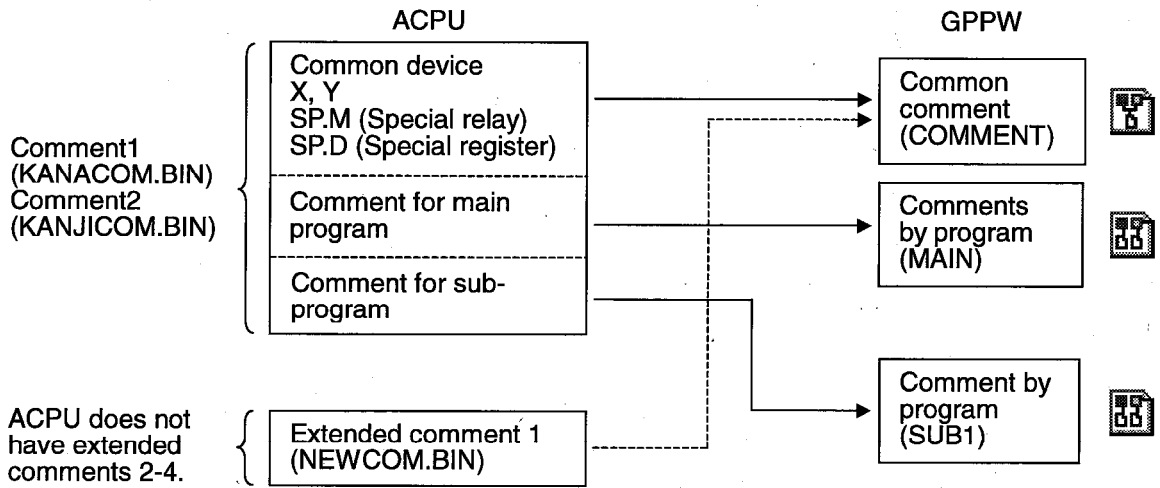 ACPU
GPPW
Comment1
(KANACOM.BIN)
Comment2
(KANJICOM.BIN)
Common device
X, Y
SP.M (Special relay)
SP.D (Special register)
Comment for main
program
Comment for sub-
program
Common
comment
(COMMENT)
Comments
by program
(MAIN)
Comment by
program
(SUB1)
ACPU does not
have extended
comments 2-4.
Extended comment 1
(NEWCOM.BIN)